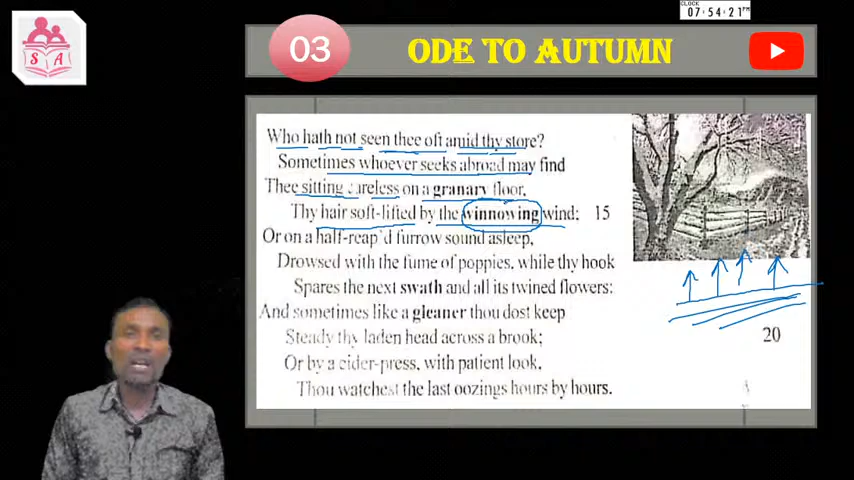 CLOCK
07:54:21 PM
S A
03
ODE TO AUTUMN
Who hath not seen thee oft amid thy store?
Sometimes whoever seeks abroad may find
Thee sitting careless on a granary floor,
Thy hair soft-lifted by the winnowing wind; 15
Or on a half-reap'd furrow sound asleep,
Drowsed with the fume of poppies, while thy hook
Spares the next swath and all its twined flowers:
And sometimes like a gleaner thou dost keep
Steady thy laden head across a brook; 20
Or by a cider-press, with patient look,
Thou watchest the last oozings hours by hours.